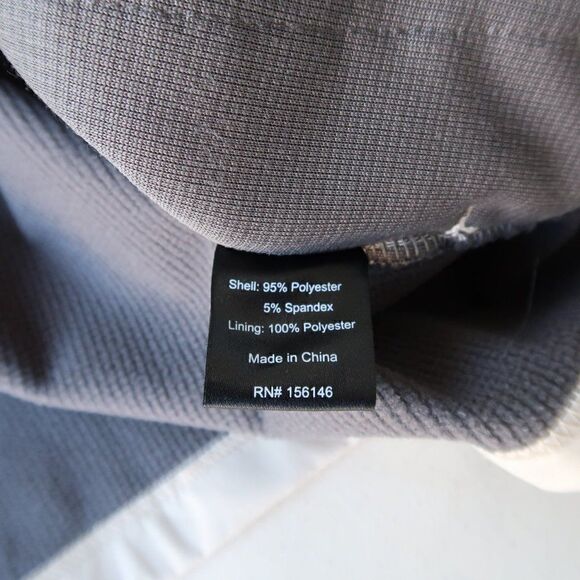 Shell: 95% Polyester
5% Spandex
Lining: 100% Polyester
Made in China
RN# 156146